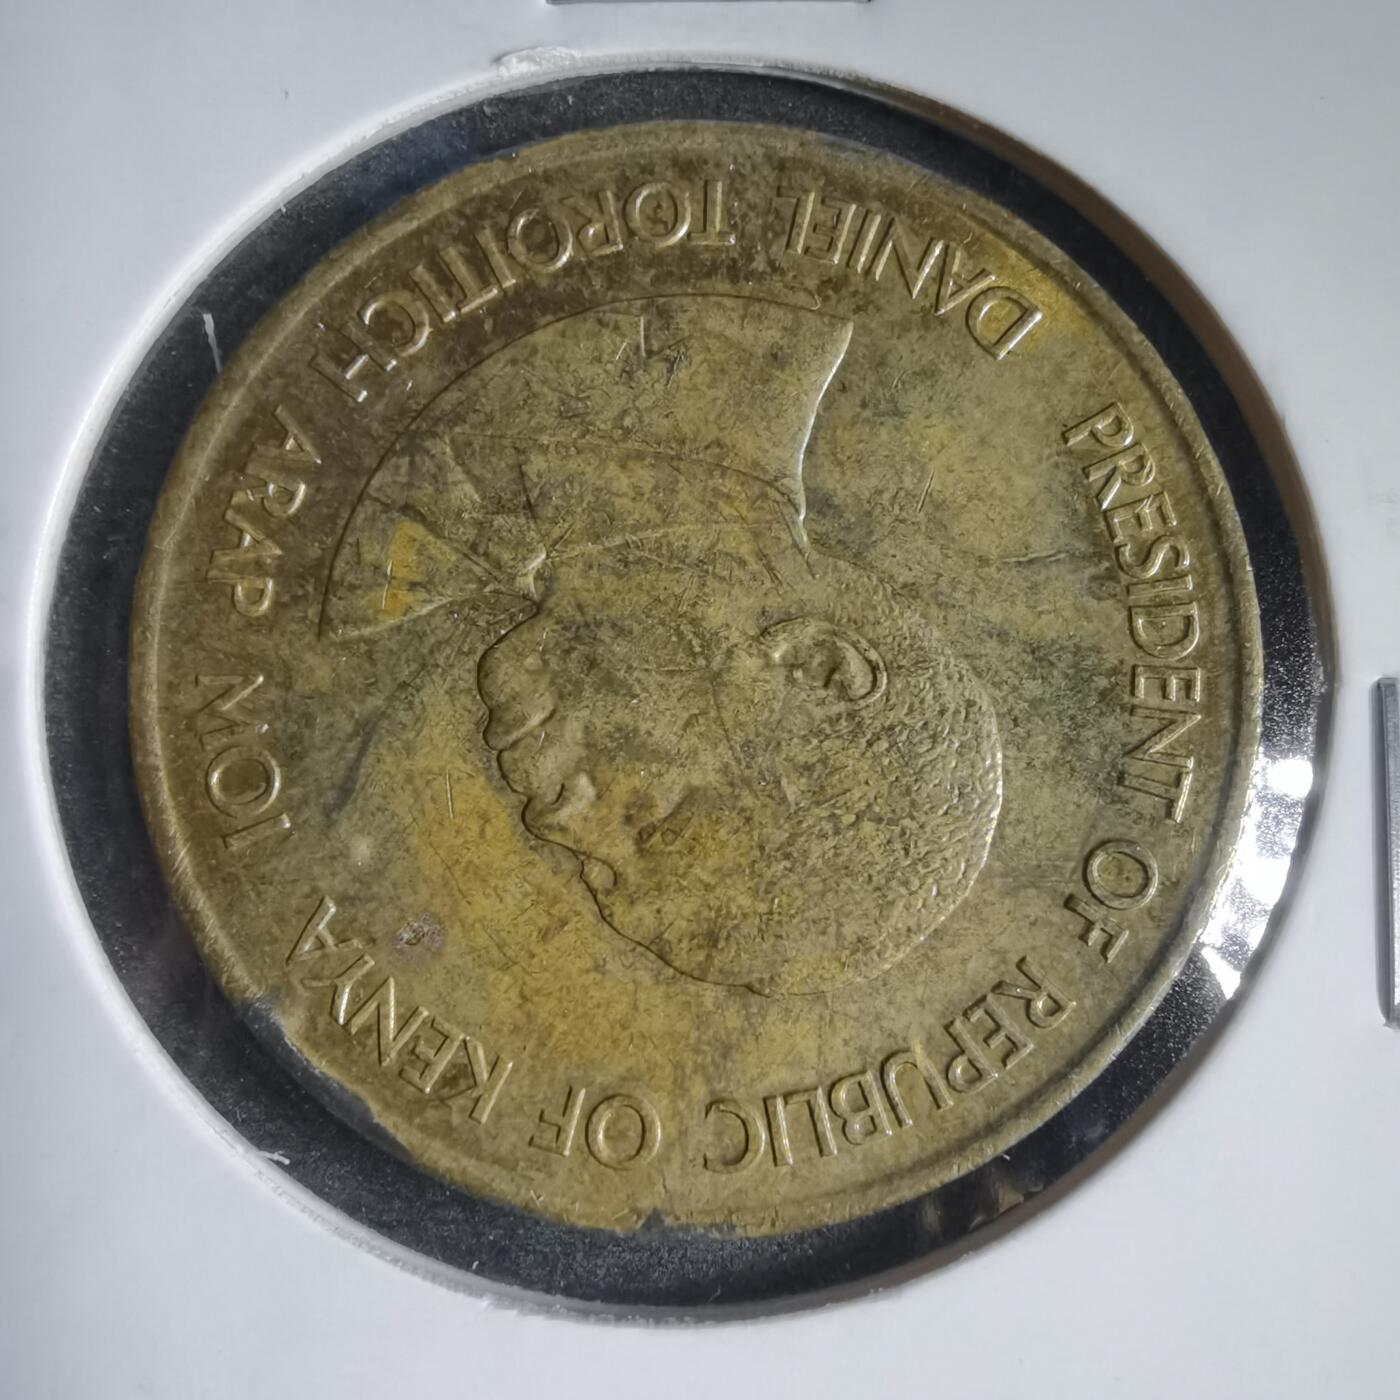 PRESIDENT OF REPUBLIC OF KENYA
DANIEL TOROITICH ARAP MOI